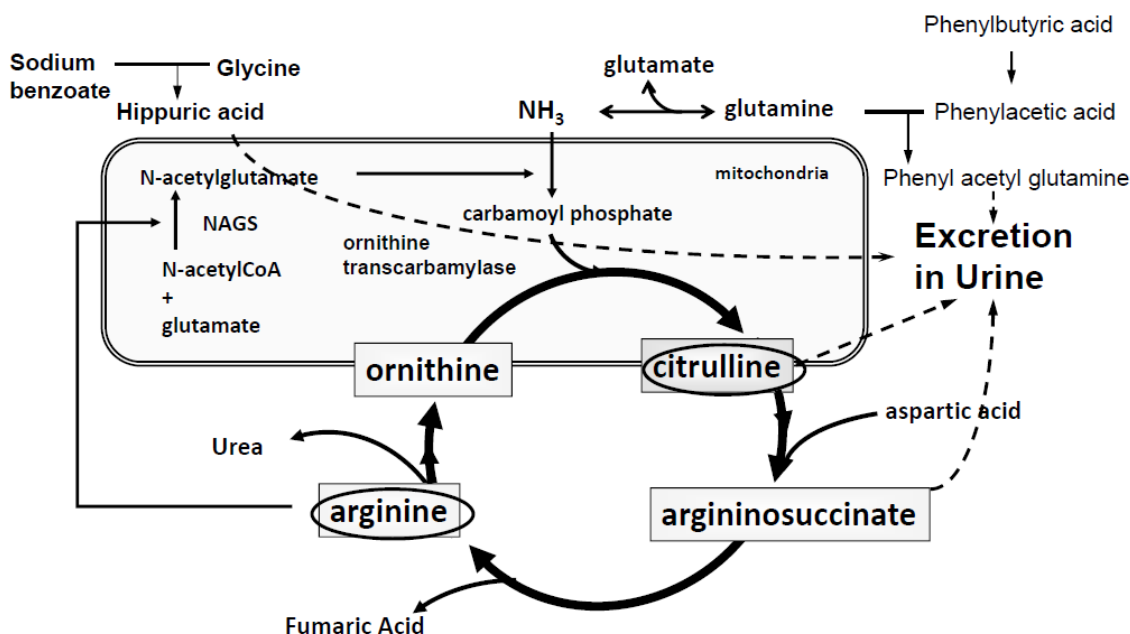 Phenylbutyric acid
Sodium
benzoate
Glycine
glutamate
Hippuric acid
NH3
glutamine
Phenylacetic acid
N-acetylglutamate
mitochondria
Phenyl acetyl glutamine
NAGS
carbamoyl phosphate
ornithine
transcarbamylase
Excretion
in Urine
N-acetylCoA
+
glutamate
ornithine
citrulline
aspartic acid
Urea
arginine
argininosuccinate
Fumaric Acid